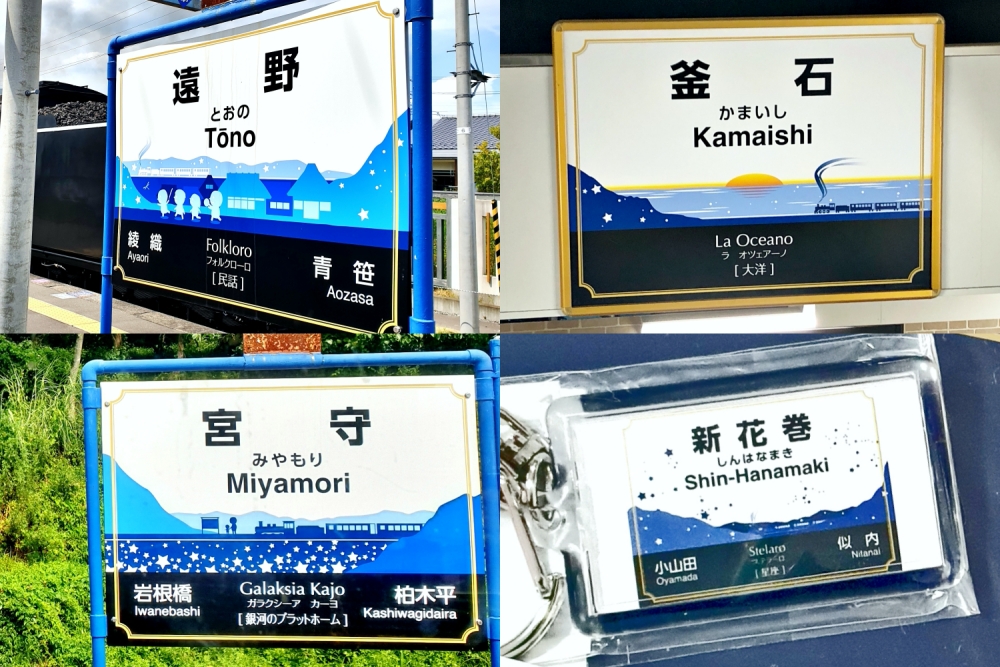 遠野
とおの
Tōno
綾織
Ayaori
Folkloro
フォルクローロ
[民話]
青笹
Aozasa
釜石
かまいし
Kamaishi
La Oceano
ラ オツェアーノ
[大洋]
宮守
みやもり
Miyamori
岩根橋
Iwanebashi
Galaksia Kajo
ガラクシーア カーヨ
[銀河のプラットホーム]
柏木平
Kashiwagidaira
新花巻
しんはなまき
Shin-Hanamaki
小山田
Oyamada
Stelaro
ステラーロ
[星座]
似内
Nitanai